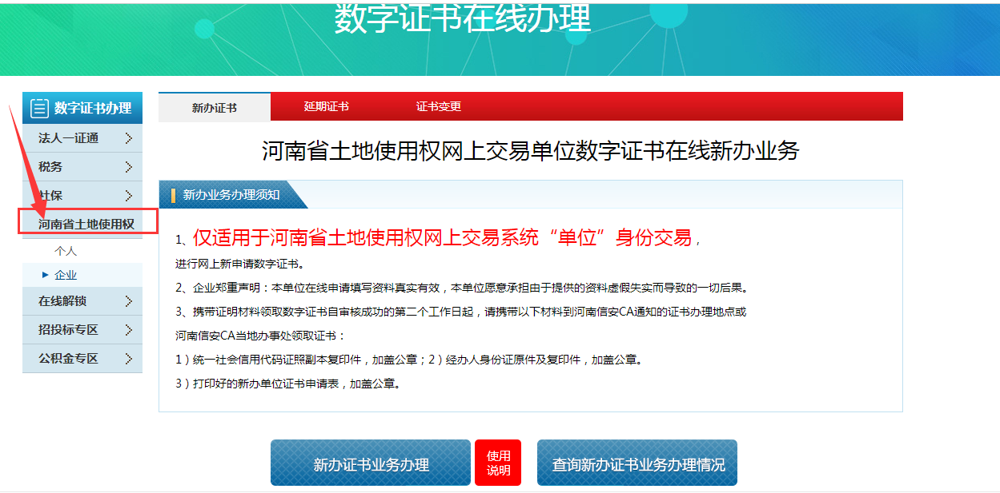 数字证书在线办理
数字证书办理
法人一证通
税务
社保
河南省土地使用权
个人
企业
在线解锁
招投标专区
公积金专区
新办证书 延期证书 证书变更
河南省土地使用权网上交易单位数字证书在线新办业务
新办业务办理须知
1、仅适用于河南省土地使用权网上交易系统“单位”身份交易，
进行网上新申请数字证书。
2、企业郑重声明：本单位在线申请填写资料真实有效，本单位愿意承担由于提供的资料虚假失实而导致的一切后果。
3、携带证明材料领取数字证书自审核成功的第二个工作日起，请携带以下材料到河南信安CA通知的证书办理地点或
河南信安CA当地办事处领取证书：
1）统一社会信用代码证照副本复印件，加盖公章；2）经办人身份证原件及复印件，加盖公章。
3）打印好的新办单位证书申请表，加盖公章。
新办证书业务办理
使用
说明
查询新办证书业务办理情况